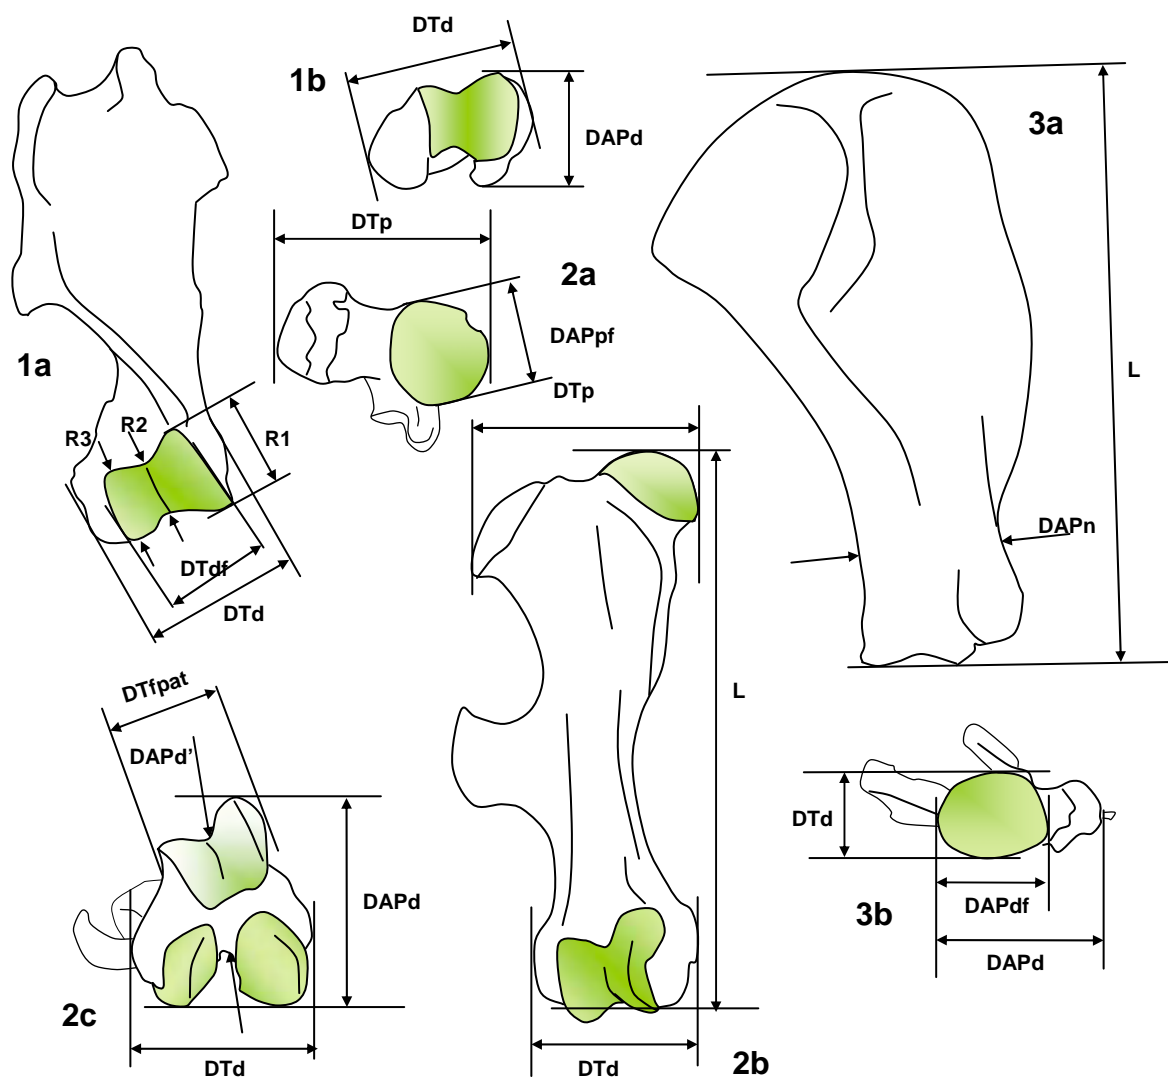 DTd
1b
DAPd
3a
DTp
2a
DAPpf
1a
DTp
L
R3
R2
R1
DAPn
DTdf
DTd
DTfpat
L
DAPd’
DTd
DAPd
DAPdf
3b
DAPd
2c
DTd
DTd
2b